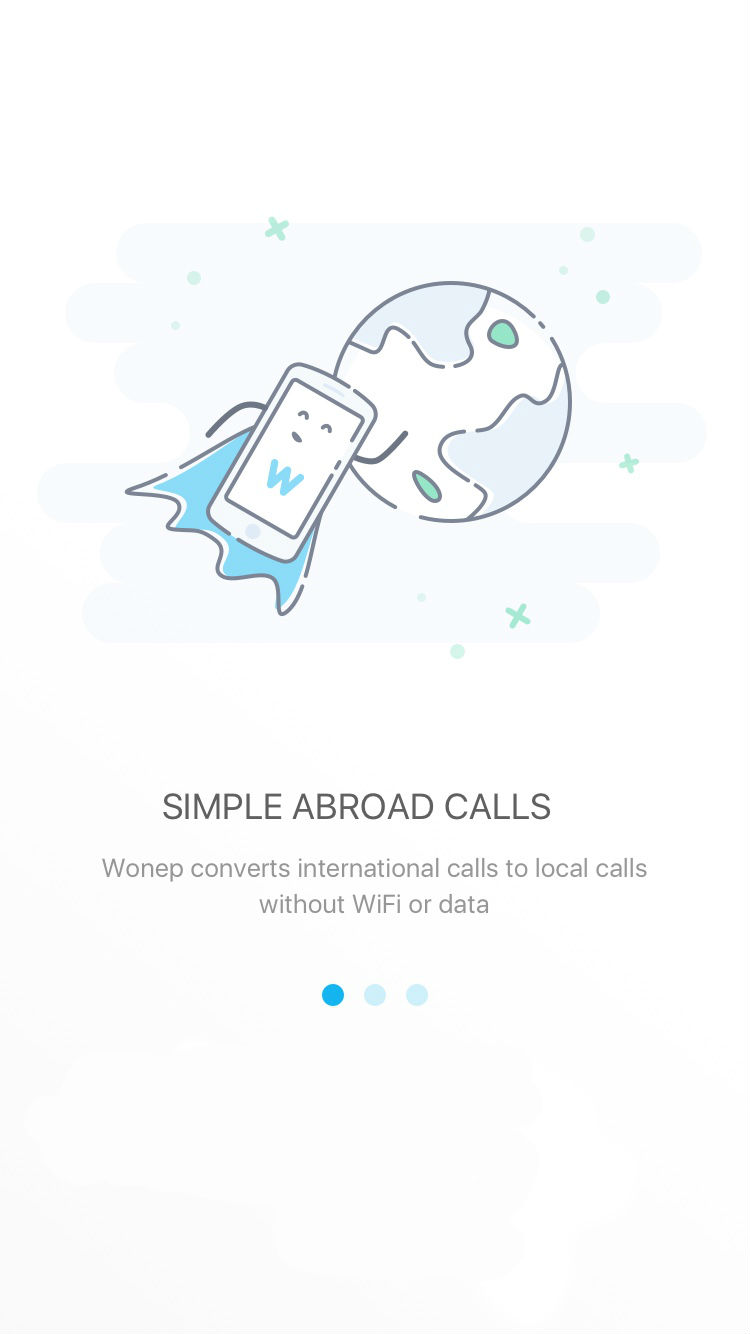 W
SIMPLE ABROAD CALLS
Wonep converts international calls to local calls
without WiFi or data